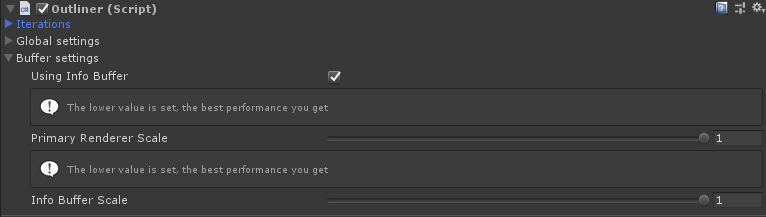 Outliner (Script)
Iterations
Global settings
Buffer settings
Using Info Buffer
The lower value is set, the best performance you get
Primary Renderer Scale 1
The lower value is set, the best performance you get
Info Buffer Scale 1